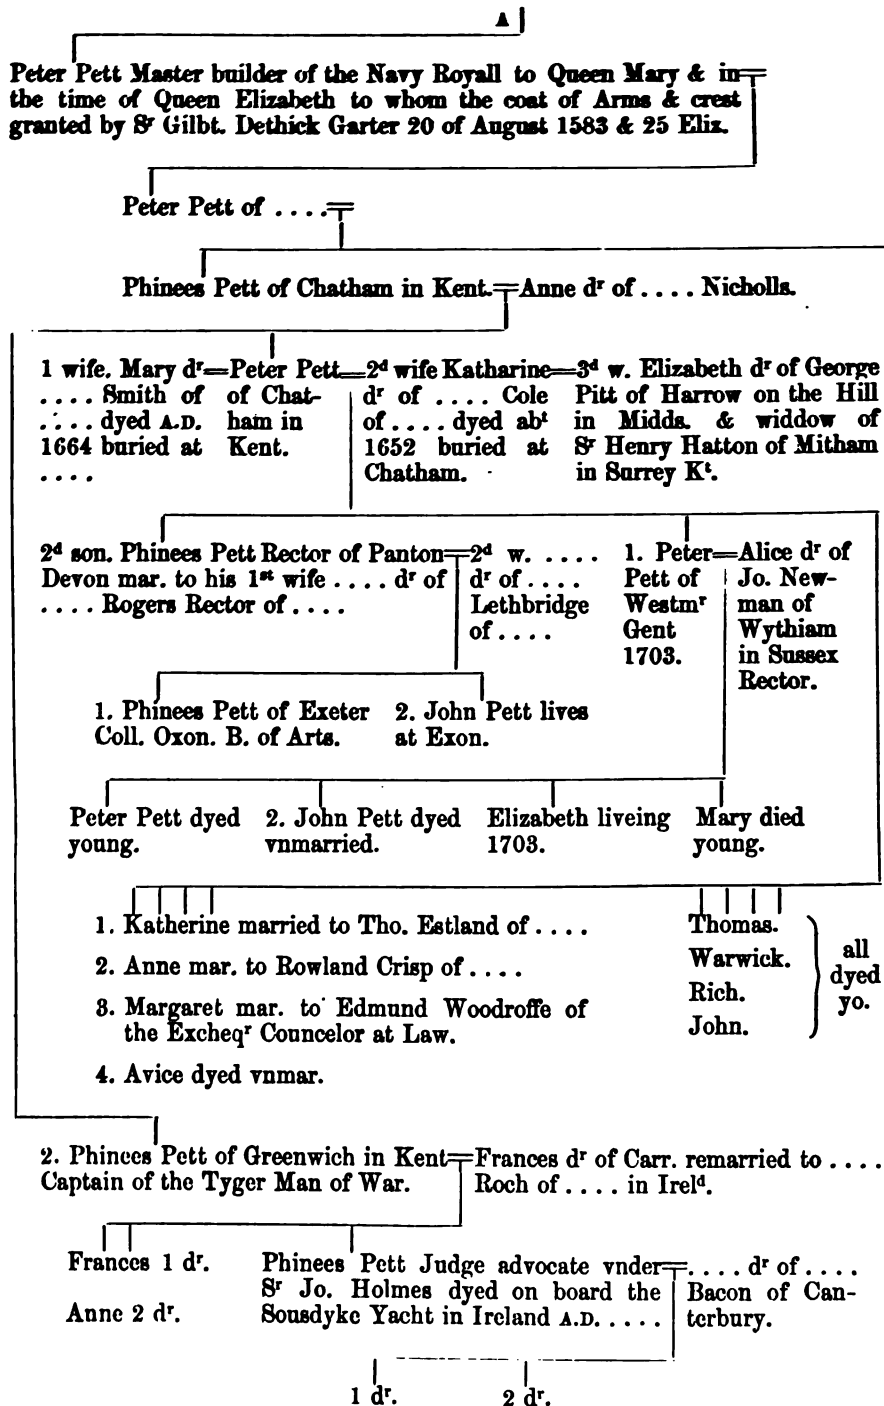 A
Peter Pett Master builder of the Navy Royall to Queen Mary & in
the time of Queen Elizabeth to whom the coat of Arms & crest
granted by Sr Gilbt. Dethick Garter 20 of August 1583 & 25 Eliz.
Peter Pett of . . . .
Phinees Pett of Chatham in Kent.=Anne dr of . . . . Nicholls.
1 wife. Mary dr
. . . . Smith of
. . . . dyed A.D.
1664 buried at
. . . .
=Peter Pett=
of Chat-
ham in
Kent.
2d wife Katharine
dr of . . . . Cole
of . . . . dyed abt
1652 buried at
Chatham.
=3d w. Elizabeth dr of George
Pitt of Harrow on the Hill
in Midds. & widdow of
Sr Henry Hatton of Mitham
in Surrey Kt.
2d son. Phinees Pett Rector of Panton
Devon mar. to his 1st wife . . . . dr of
. . . . Rogers Rector of . . . .
=2d w. . . . .
dr of . . . .
Lethbridge
of . . . .
1. Peter
Pett of
Westmr
Gent
1703.
=Alice dr of
Jo. New-
man of
Wythiam
in Sussex
Rector.
1. Phinees Pett of Exeter
Coll. Oxon. B. of Arts.
2. John Pett lives
at Exon.
Peter Pett dyed
young.
2. John Pett dyed
vnmarried.
Elizabeth liveing
1703.
Mary died
young.
1. Katherine married to Tho. Estland of . . . .
2. Anne mar. to Rowland Crisp of . . . .
3. Margaret mar. to Edmund Woodroffe of
the Excheqr Councelor at Law.
4. Avice dyed vnmar.
Thomas.
Warwick.
Rich.
John.
all
dyed
yo.
2. Phinees Pett of Greenwich in Kent
Captain of the Tyger Man of War.
=Frances dr of Carr. remarried to . . . .
Roch of . . . . in Ireld.
Frances 1 dr.
Anne 2 dr.
Phinees Pett Judge advocate vnder
Sr Jo. Holmes dyed on board the
Sousdyke Yacht in Ireland A.D. . . . .
=. . . . dr of . . . .
Bacon of Can-
terbury.
1 dr.
2 dr.